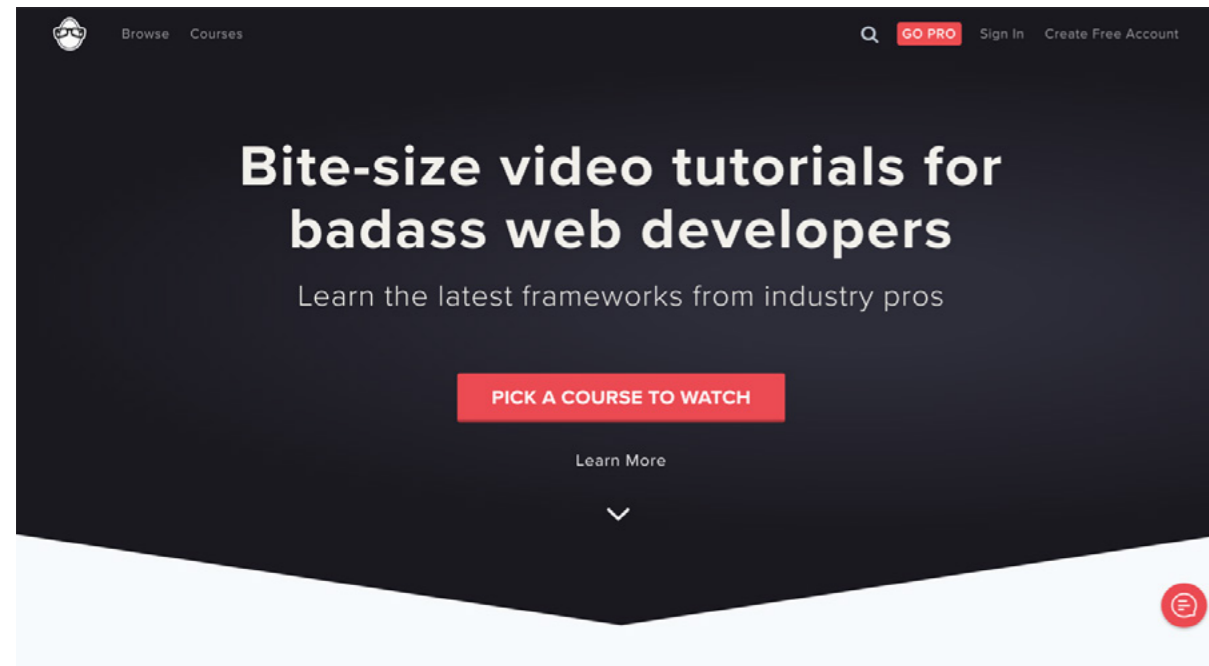 Browse Courses GO PRO Sign In Create Free Account
Bite-size video tutorials for
badass web developers
Learn the latest frameworks from industry pros
PICK A COURSE TO WATCH
Learn More